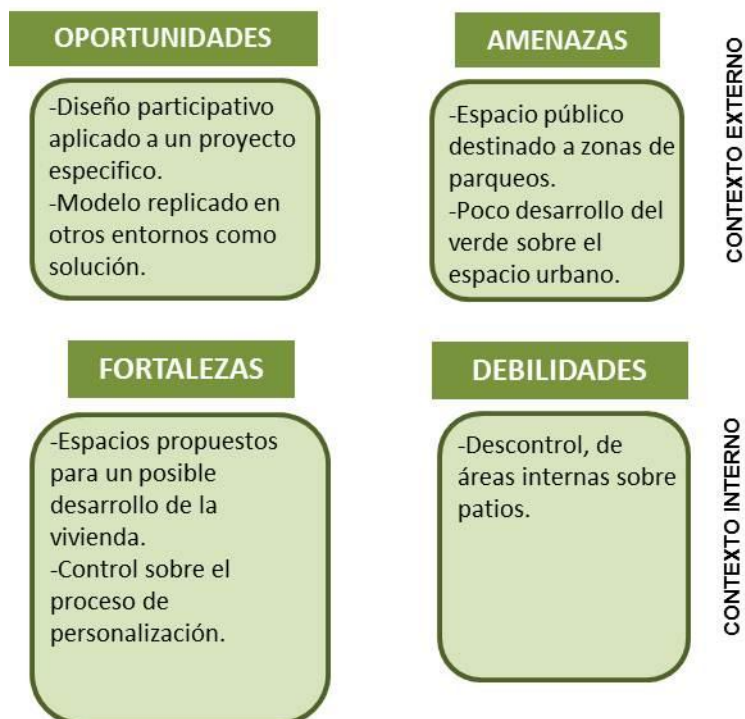 OPORTUNIDADES
-Diseño participativo
aplicado a un proyecto
especifico.
-Modelo replicado en
otros entornos como
solución.
AMENAZAS
-Espacio público
destinado a zonas de
parqueos.
-Poco desarrollo del
verde sobre el
espacio urbano.
CONTEXTO EXTERNO
FORTALEZAS
-Espacios propuestos
para un posible
desarrollo de la
vivienda.
-Control sobre el
proceso de
personalización.
DEBILIDADES
-Descontrol, de
áreas internas sobre
patios.
CONTEXTO INTERNO